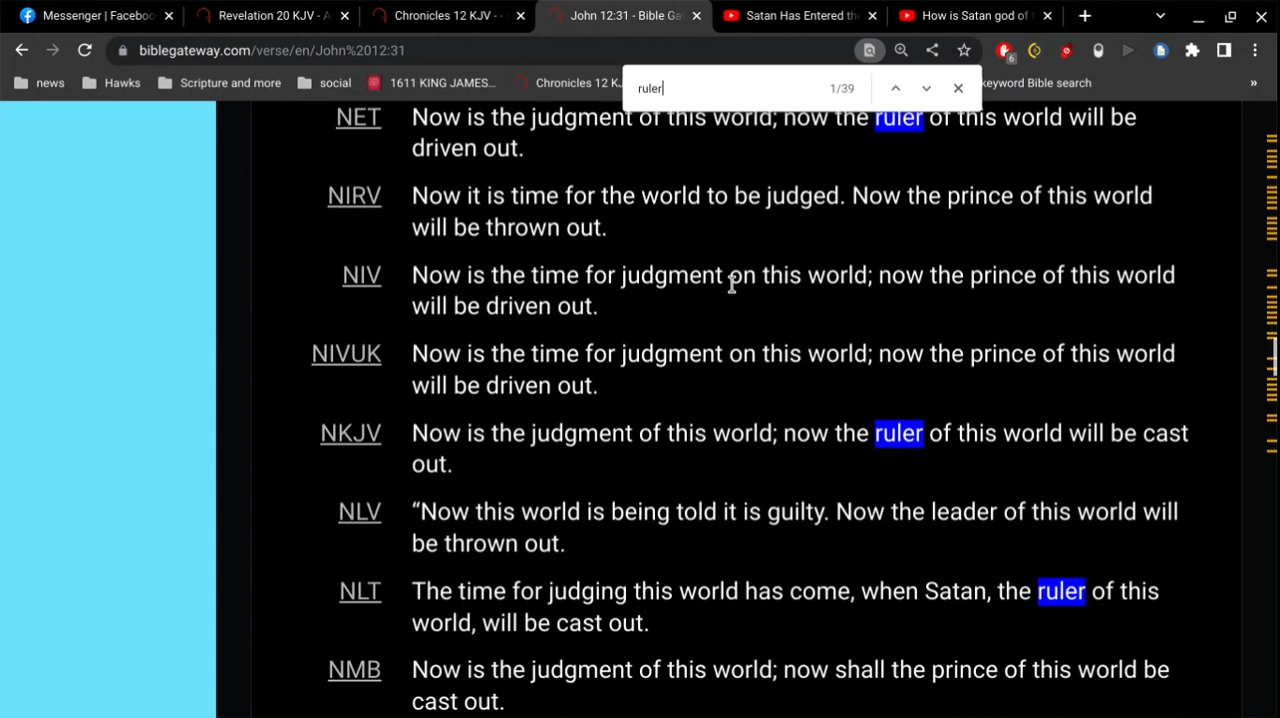 Messenger | Faceboo
Revelation 20 KJV - A
Chronicles 12 KJV - -
John 12:31 - Bible Ga
Satan Has Entered th
How is Satan god of
biblegateway.com/verse/en/John%2012:31
6
news
Hawks
Scripture and more
social
1611 KING JAMES...
Chronicles 12 K
keyword Bible search
»
ruler
1/39
NET Now is the judgment of this world; now the ruler of this world will be
driven out.
NIRV Now it is time for the world to be judged. Now the prince of this world
will be thrown out.
NIV Now is the time for judgment on this world; now the prince of this world
will be driven out.
NIVUK Now is the time for judgment on this world; now the prince of this world
will be driven out.
NKJV Now is the judgment of this world; now the ruler of this world will be cast
out.
NLV “Now this world is being told it is guilty. Now the leader of this world will
be thrown out.
NLT The time for judging this world has come, when Satan, the ruler of this
world, will be cast out.
NMB Now is the judgment of this world; now shall the prince of this world be
cast out.